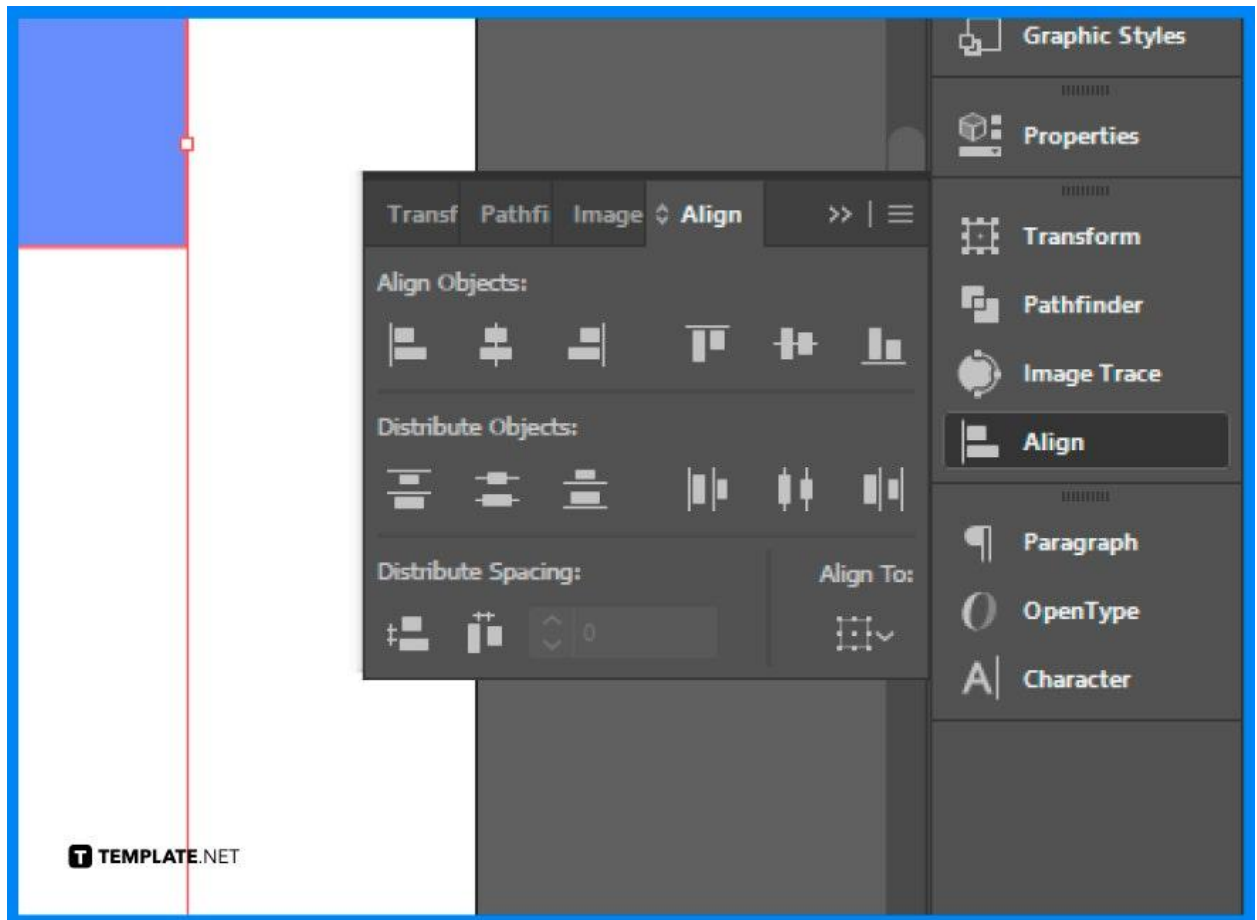 Graphic Styles
Properties
Transf Pathfi Image Align
Align Objects:
Distribute Objects:
Distribute Spacing:
Align To:
0
Transform
Pathfinder
Image Trace
Align
Paragraph
OpenType
Character
T TEMPLATE.NET